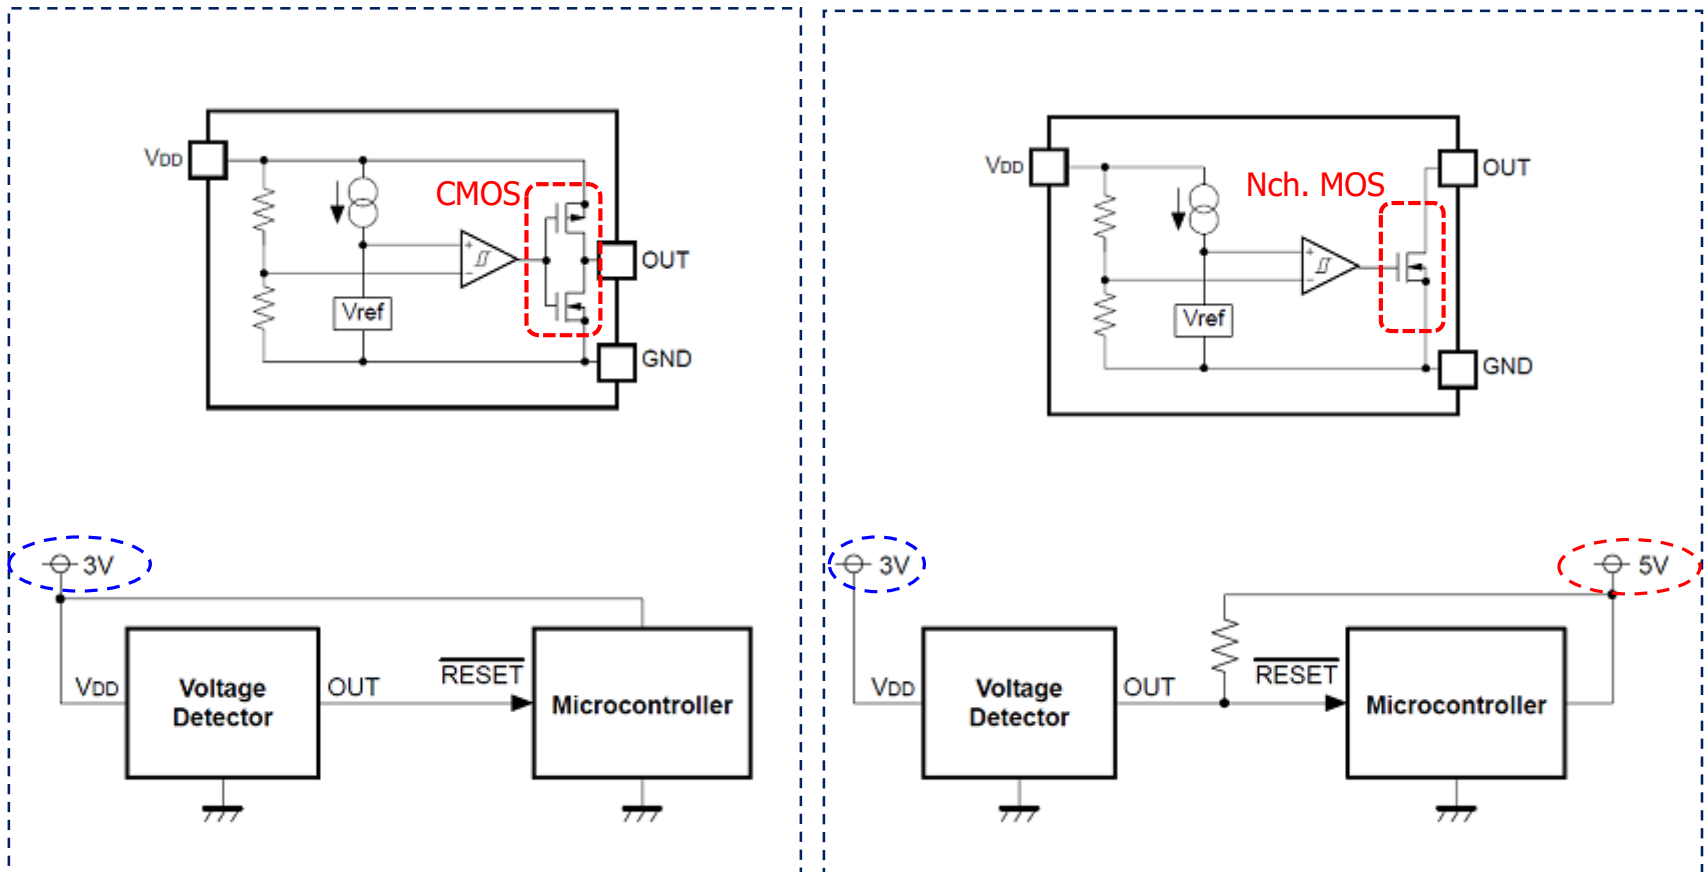 VDD
CMOS
OUT
Vref
GND
3V
VDD
Voltage
Detector
OUT
RESET
Microcontroller
VDD
Nch. MOS
OUT
Vref
GND
3V
5V
VDD
Voltage
Detector
OUT
RESET
Microcontroller